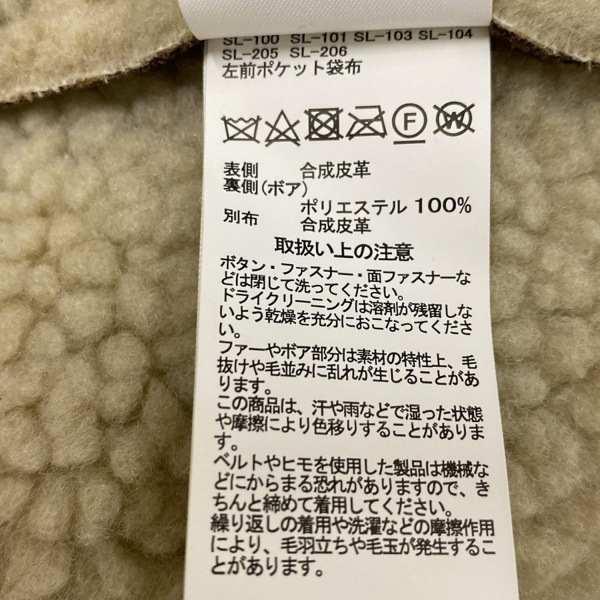 SL-100 SL-101 SL-103 SL-104
SL-205 SL-206
左前ポケット袋布
F W
表側 合成皮革
裏側(ボア)
ポリエステル 100%
別布 合成皮革
取扱い上の注意
ボタン・ファスナー・面ファスナーな
どは閉じて洗ってください。
ドライクリーニングは溶剤が残留しな
いよう乾燥を充分におこなってくださ
い。
ファーやボア部分は素材の特性上、毛
抜けや毛並みに乱れが生じることがあ
ります。
この商品は、汗や雨などで湿った状態
や摩擦により色移りすることがありま
す。
ベルトやヒモを使用した製品は機械な
どにからまる恐れがありますので、き
ちんと締めて着用してください。
繰り返しの着用や洗濯などの摩擦作用
により、毛羽立ちや毛玉が発生するこ
とがあります。